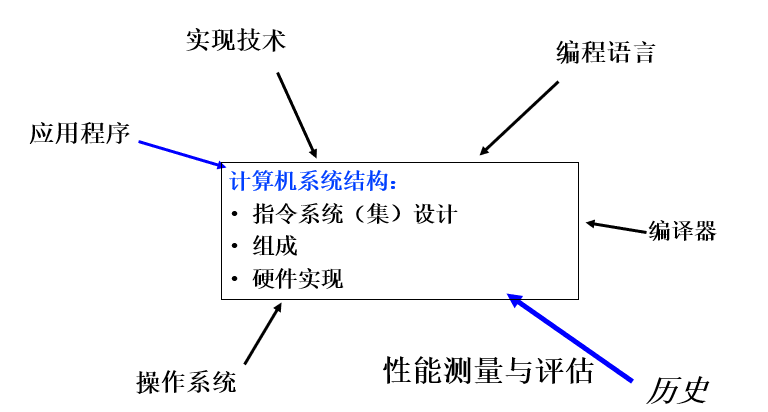 实现技术
编程语言
应用程序
计算机系统结构：
• 指令系统（集）设计
• 组成
• 硬件实现
编译器
操作系统
性能测量与评估
历史